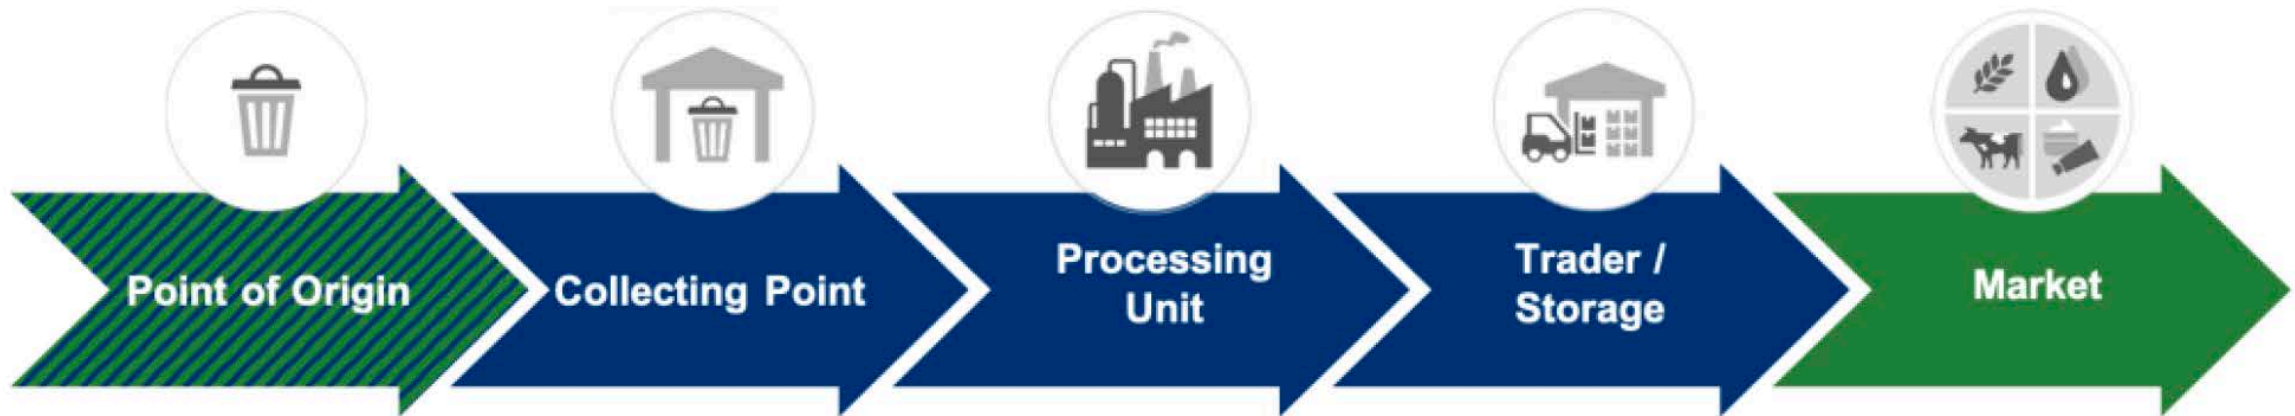 Point of Origin
Collecting Point
Processing
Unit
Trader /
Storage
Market